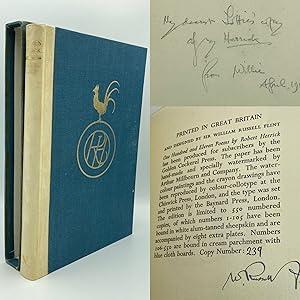 My dearest
copy
of my Herrick
from Willie
April
PRINTED IN GREAT BRITAIN
AND DESIGNED BY SIR WILLIAM RUSSELL FLINT
One Hundred and Eleven Poems by Robert Herrick
has been produced for subscribers by the
Golden Cockerel Press. The paper has been
mould-made and specially watermarked by
Arthur Millbourn and Company. The water-
colour paintings and the crayon drawings have
been reproduced by colour-collotype at the
Chiswick Press, London, and the type was set
and printed by the Baynard Press, London.
The edition is limited to 550 numbered
copies, of which numbers 1-105 have been
bound in white alum-tanned sheepskin and are
accompanied by eight extra plates. Numbers
106-550 are bound in cream parchment with
blue cloth boards. Copy Number: 239
W Russell